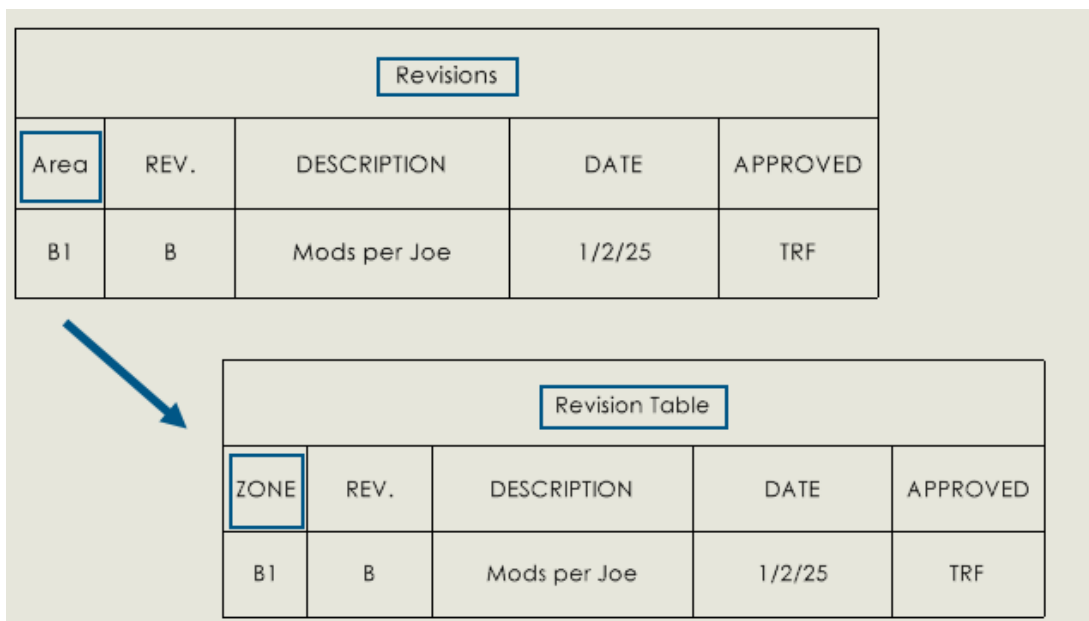 Revisions
Area REV. DESCRIPTION DATE APPROVED
B1 B Mods per Joe 1/2/25 TRF
Revision Table
ZONE REV. DESCRIPTION DATE APPROVED
B1 B Mods per Joe 1/2/25 TRF